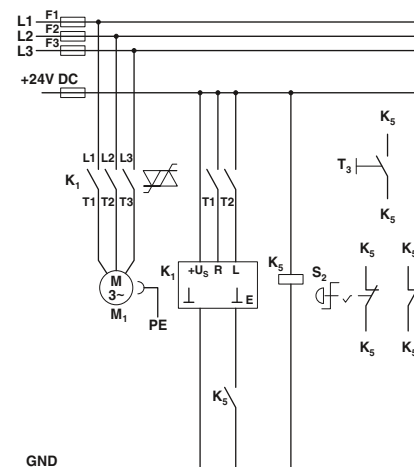 L1 F1
L2 F2
L3 F3
+24V DC
L1 L2 L3
K1
T1 T2 T3
T1 T2
K5
T3
K5
M
3~
M1
PE
K1
+US R L
E
K5
S2
K5 K5
K5 K5
K5
GND